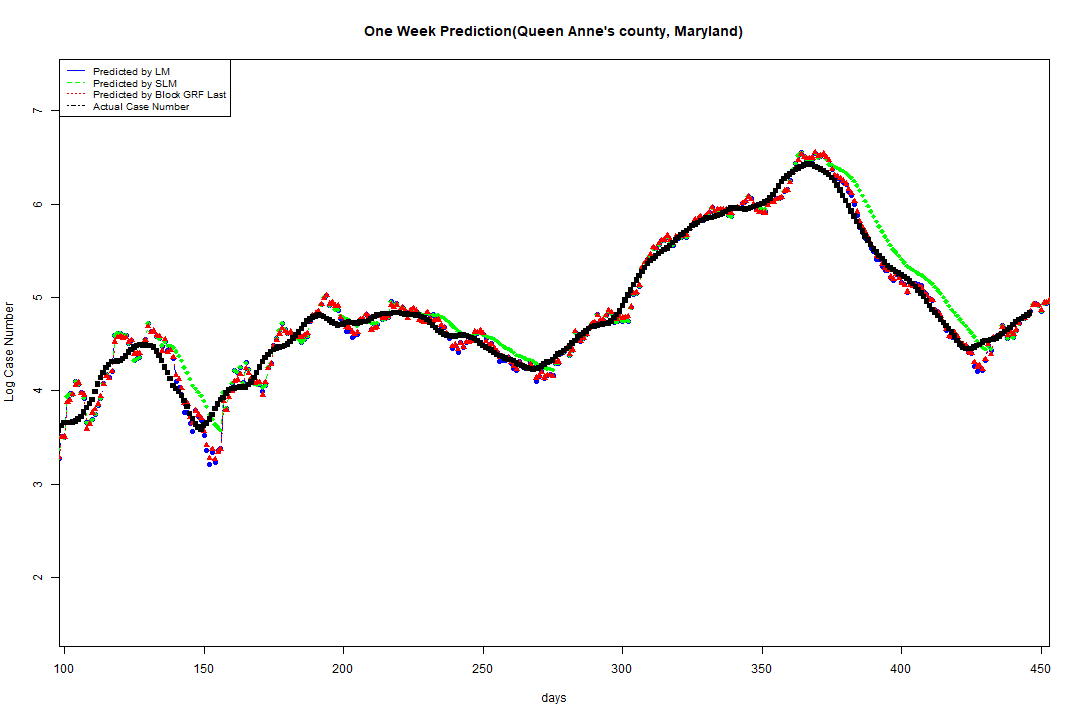 One Week Prediction(Queen Anne's county, Maryland)
Predicted by LM
Predicted by SLM
Predicted by Block GRF Last
Actual Case Number
Log Case Number
7
6
5
4
3
2
100 150 200 250 300 350 400 450
days